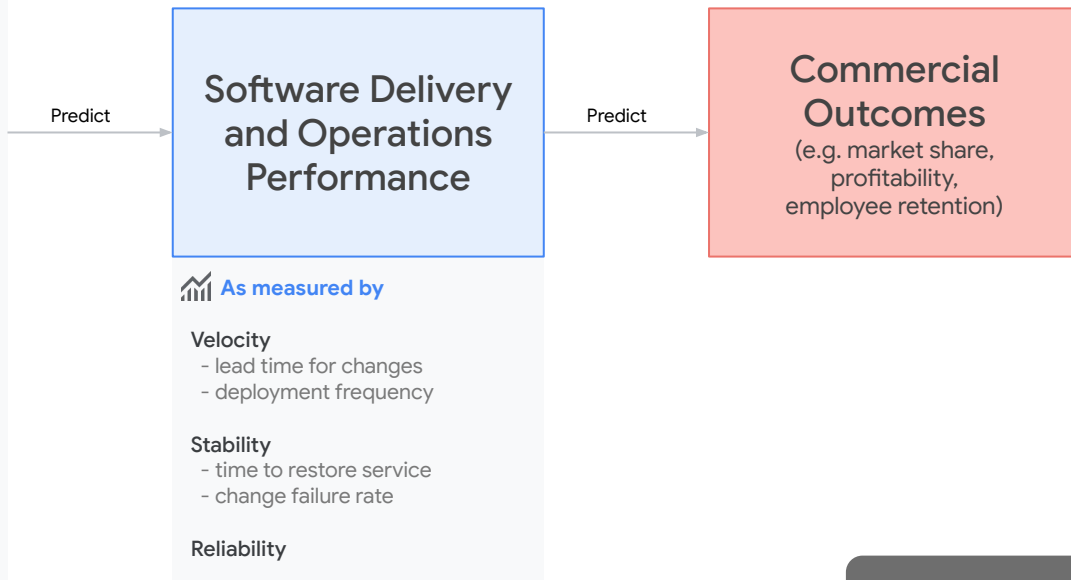 Predict
Software Delivery
and Operations
Performance
Predict
Commercial
Outcomes
(e.g. market share,
profitability,
employee retention)
As measured by
Velocity
- lead time for changes
- deployment frequency
Stability
- time to restore service
- change failure rate
Reliability